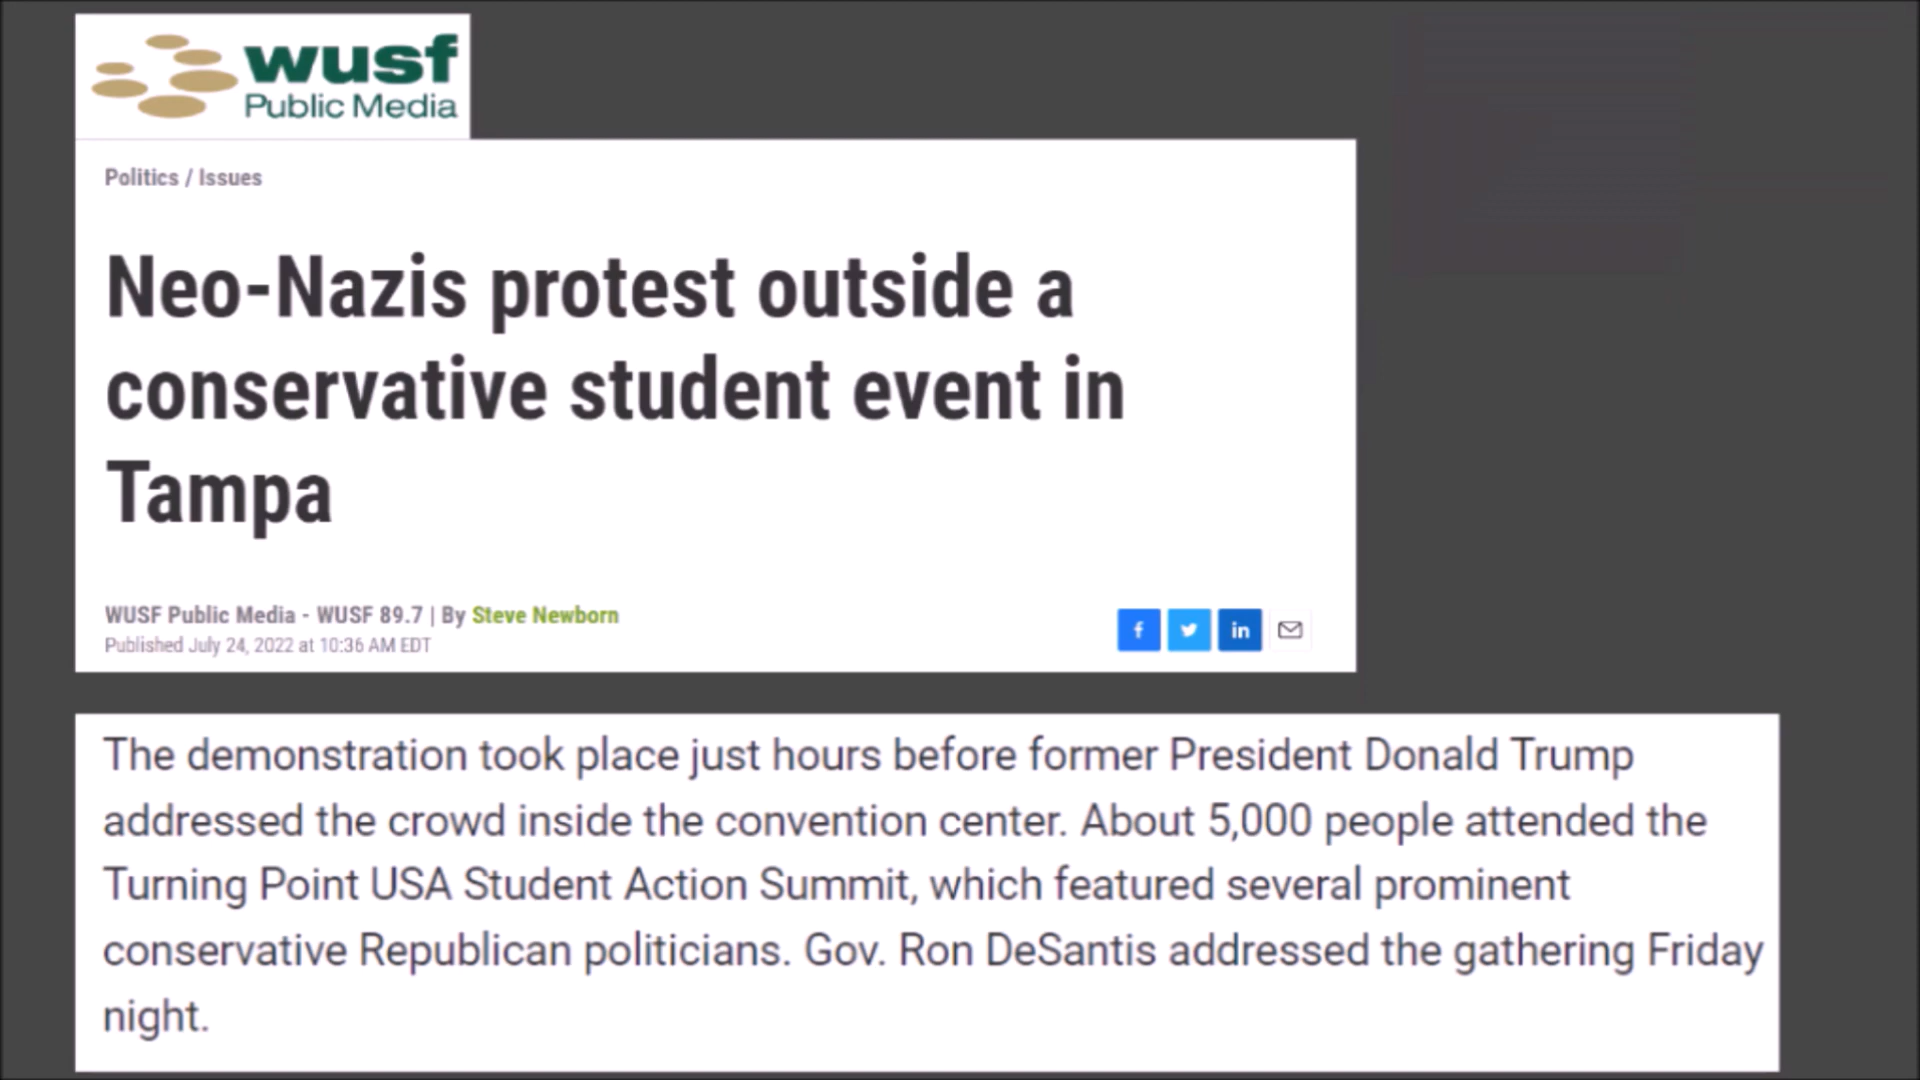 wusf
Public Media
Politics / Issues
Neo-Nazis protest outside a
conservative student event in
Tampa
WUSF Public Media - WUSF 89.7 | By Steve Newborn
Published July 24, 2022 at 10:36 AM EDT
f in
The demonstration took place just hours before former President Donald Trump
addressed the crowd inside the convention center. About 5,000 people attended the
Turning Point USA Student Action Summit, which featured several prominent
conservative Republican politicians. Gov. Ron DeSantis addressed the gathering Friday
night.